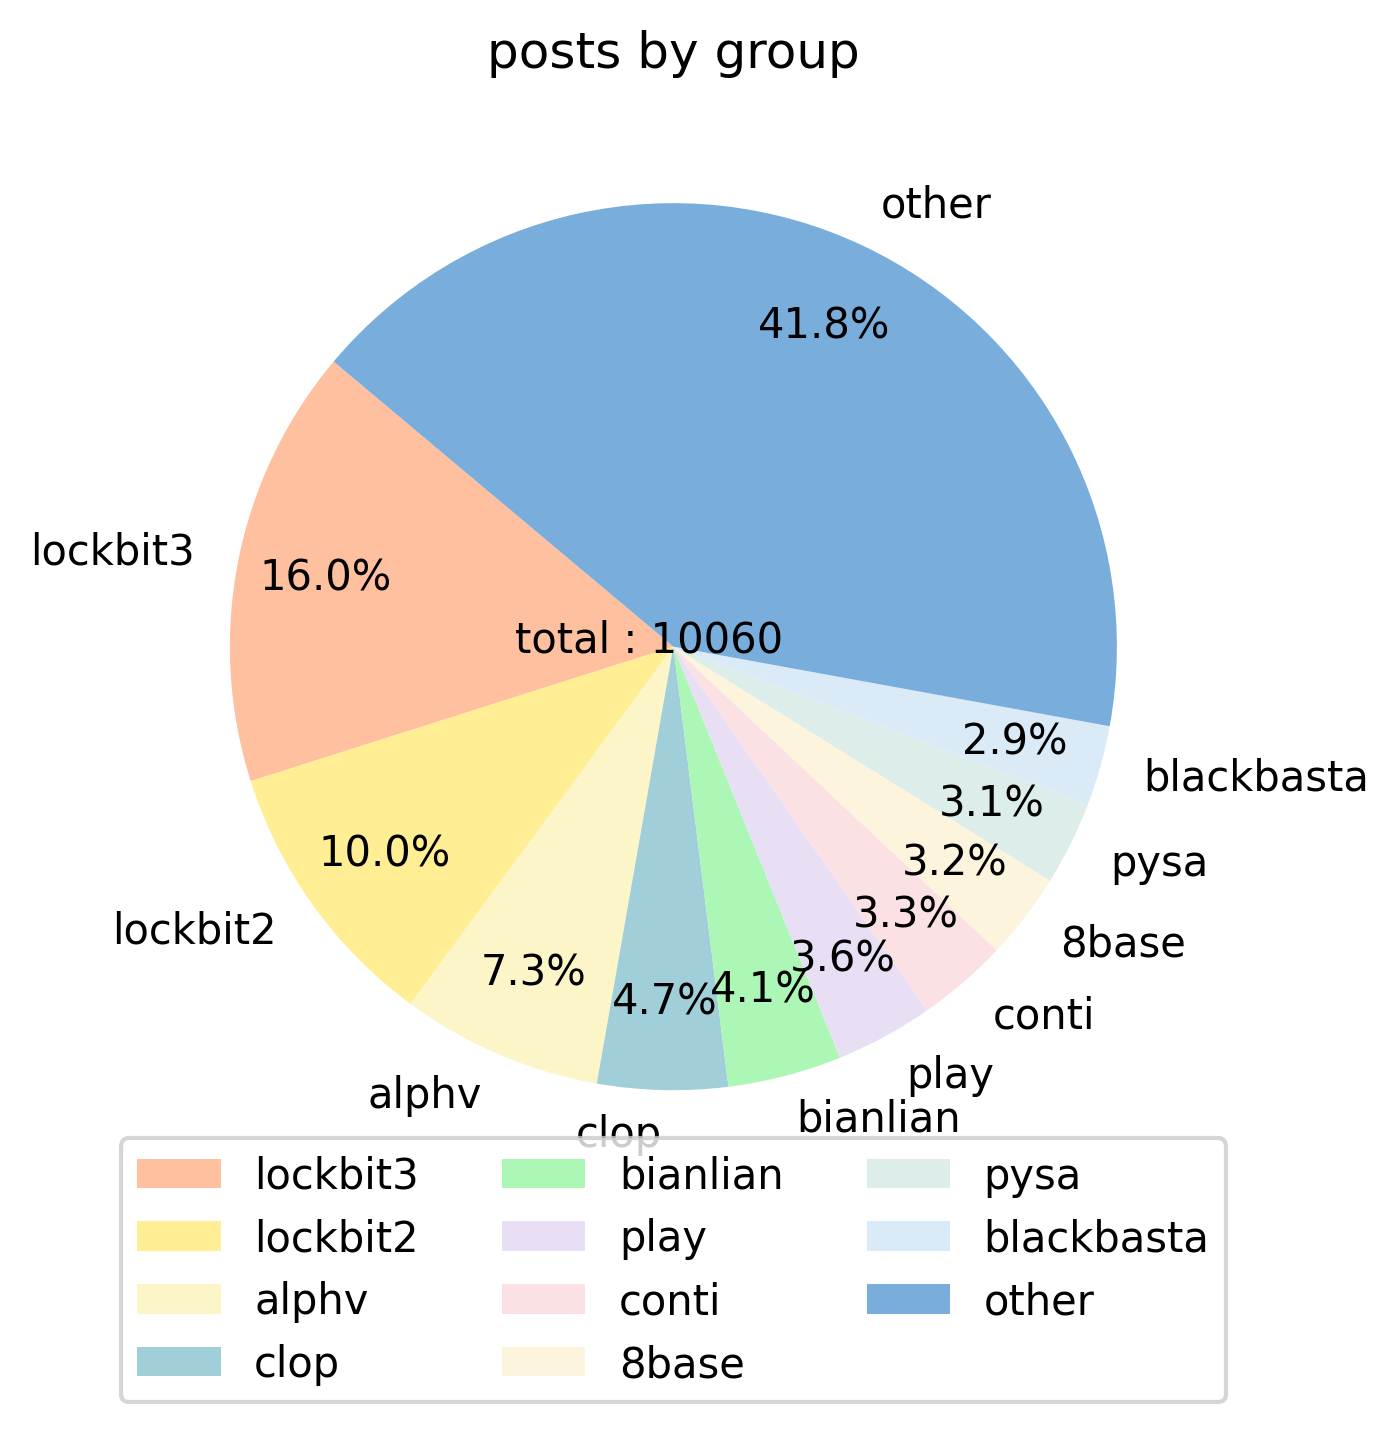 posts by group
other
41.8%
lockbit3
16.0%
total : 10060
2.9%
blackbasta
3.1%
pysa
3.2%
8base
10.0%
lockbit2
3.3%
conti
3.6%
play
7.3%
alphv
4.7%
clop
4.1%
bianlian
lockbit3
lockbit2
alphv
clop
bianlian
play
conti
8base
pysa
blackbasta
other